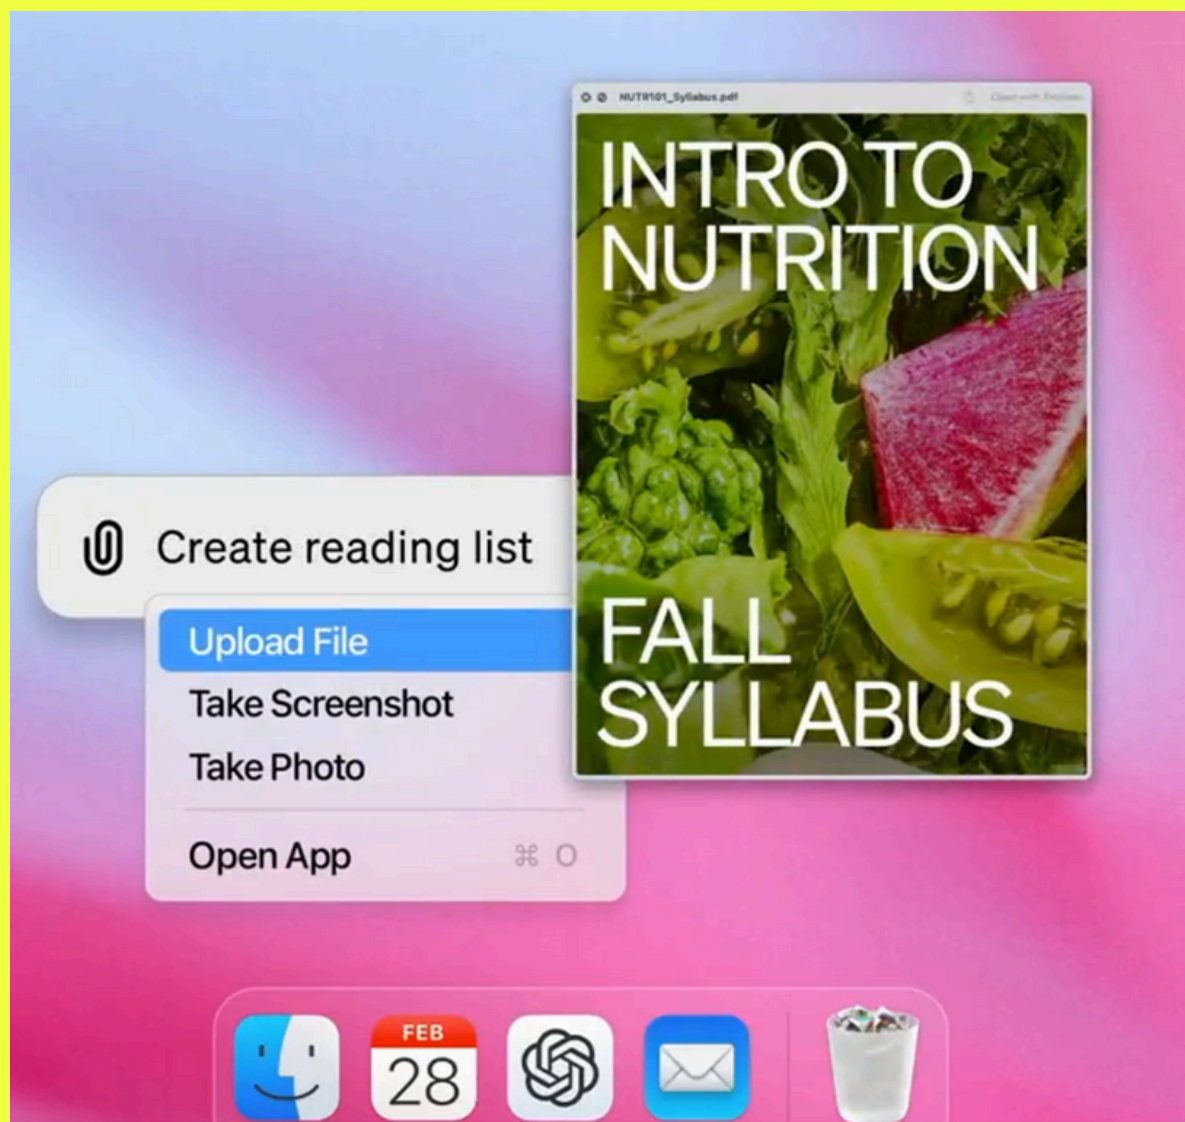 NUTR101_Syllabus.pdf
INTRO TO
NUTRITION
FALL
SYLLABUS
Create reading list
Upload File
Take Screenshot
Take Photo
Open App ⌘ O
FEB
28